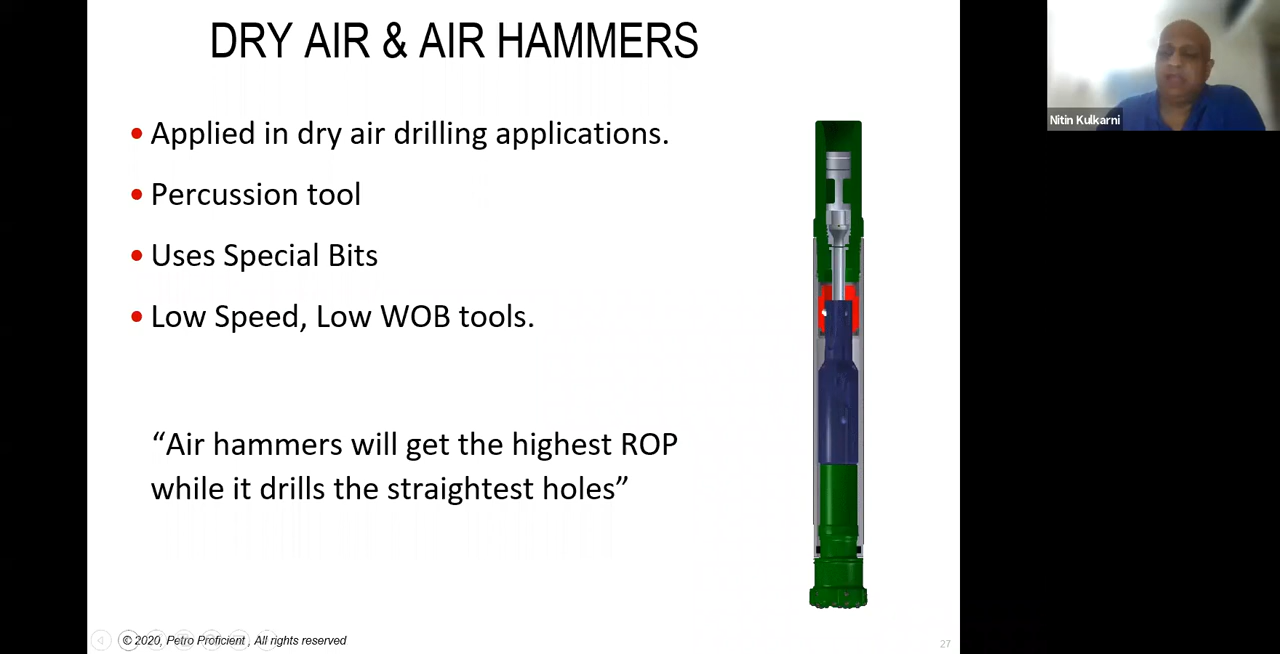 DRY AIR & AIR HAMMERS
• Applied in dry air drilling applications.
• Percussion tool
• Uses Special Bits
• Low Speed, Low WOB tools.
“Air hammers will get the highest ROP
while it drills the straightest holes”
© 2020, Petro Proficient , All rights reserved
27
Nitin Kulkarni